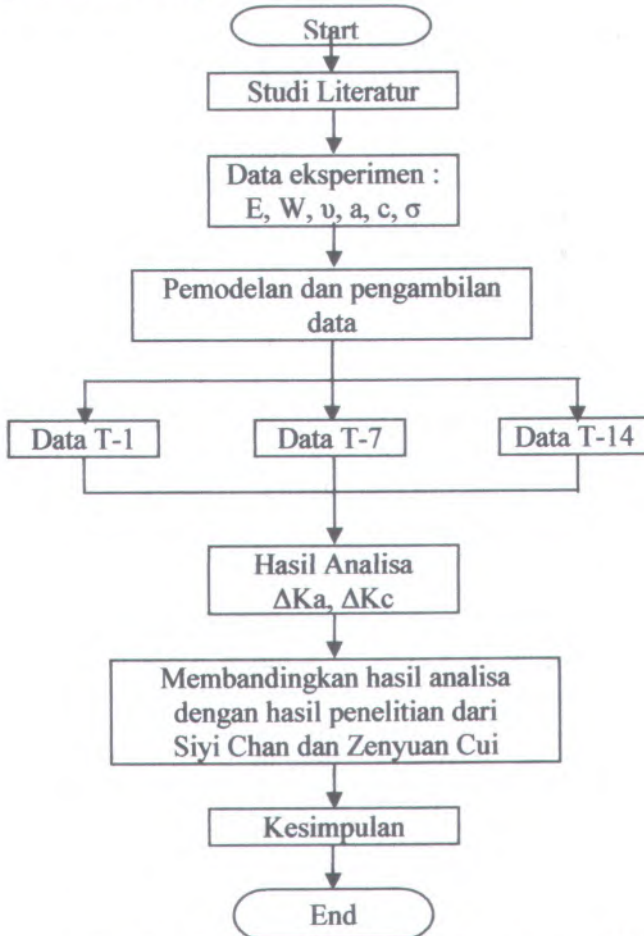 Start
Studi Literatur
Data eksperimen :
E, W, υ, a, c, σ
Pemodelan dan pengambilan
data
Data T-1
Data T-7
Data T-14
Hasil Analisa
ΔKa, ΔKc
Membandingkan hasil analisa
dengan hasil penelitian dari
Siyi Chan dan Zenyuan Cui
Kesimpulan
End